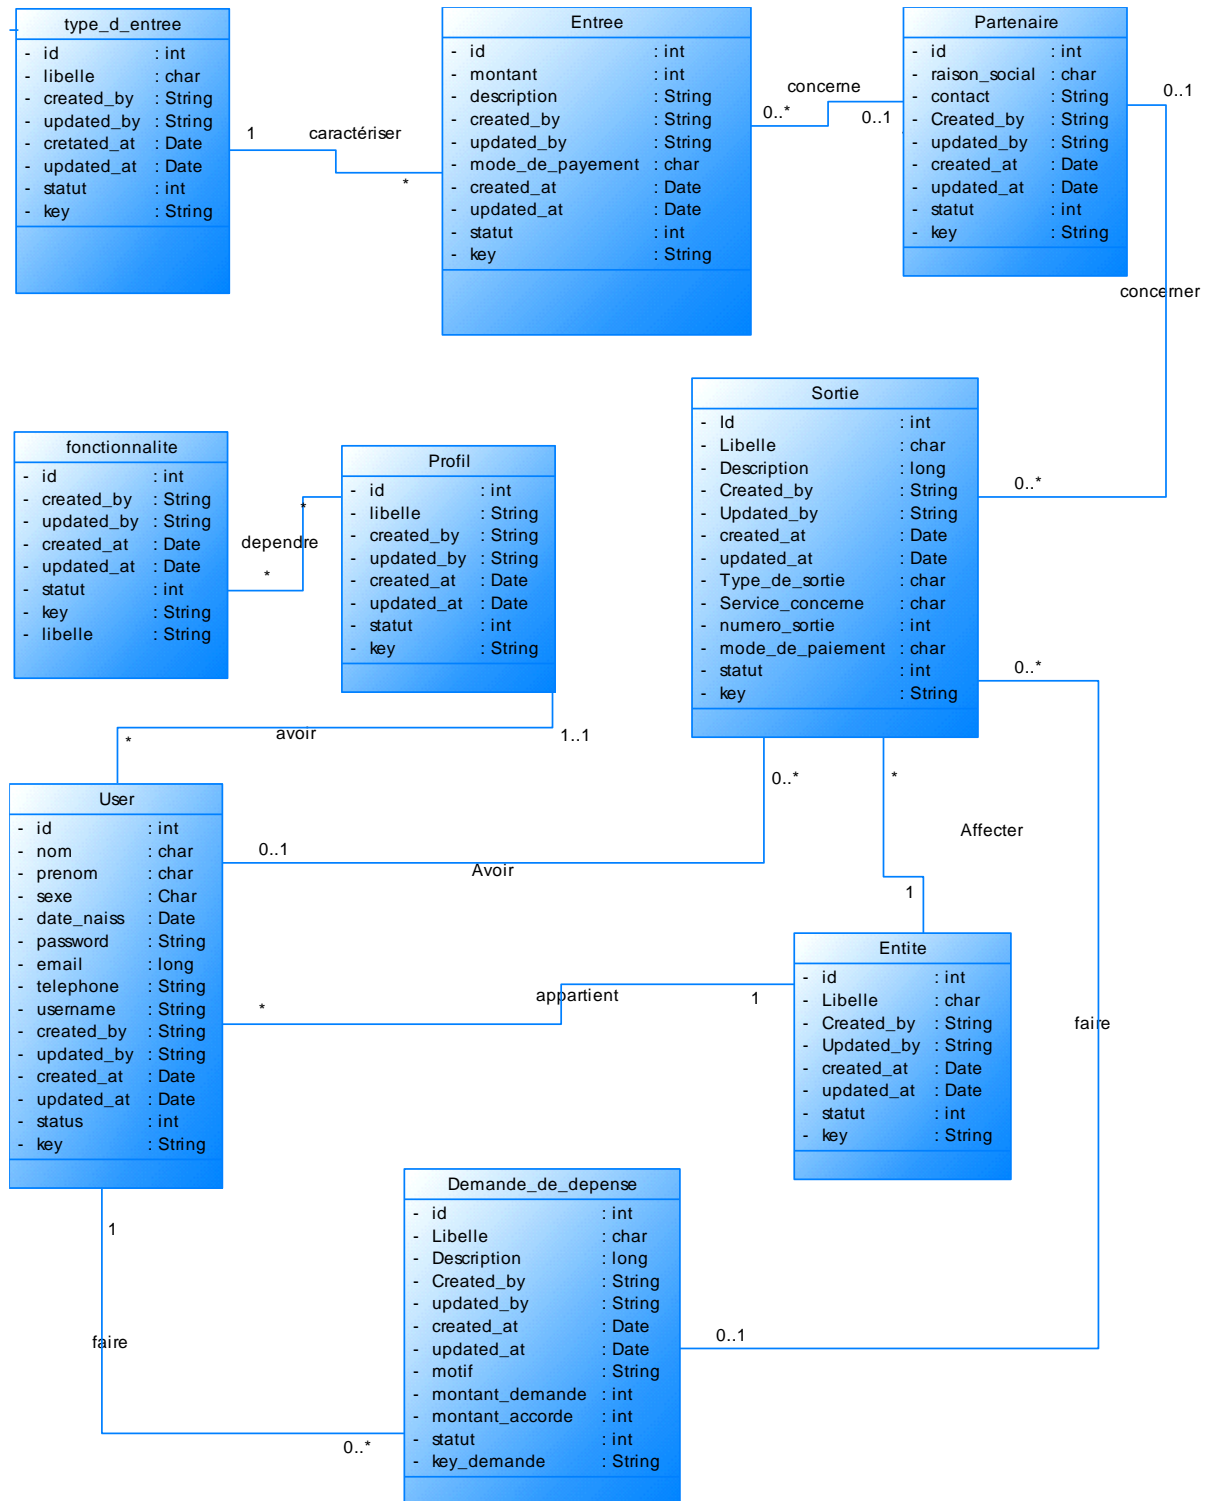 type_d_entree
- id : int
- libelle : char
- created_by : String
- updated_by : String
- cretated_at : Date
- updated_at : Date
- statut : int
- key : String
1
caractériser
*
Entree
- id : int
- montant : int
- description : String
- created_by : String
- updated_by : String
- mode_de_payement : char
- created_at : Date
- updated_at : Date
- statut : int
- key : String
concerne
0..*
0..1
Partenaire
- id : int
- raison_social : char
- contact : String
- Created_by : String
- updated_by : String
- created_at : Date
- updated_at : Date
- statut : int
- key : String
0..1
concerner
0..*
fonctionnalite
- id : int
- created_by : String
- updated_by : String
- created_at : Date
- updated_at : Date
- statut : int
- key : String
- libelle : String
*
dependre
*
Profil
- id : int
- libelle : String
- created_by : String
- updated_by : String
- created_at : Date
- updated_at : Date
- statut : int
- key : String
Sortie
- Id : int
- Libelle : char
- Description : long
- Created_by : String
- Updated_by : String
- created_at : Date
- updated_at : Date
- Type_de_sortie : char
- Service_concerne : char
- numero_sortie : int
- mode_de_paiement : char
- statut : int
- key : String
0..*
*
avoir
1..1
0..*
*
Affecter
1
User
- id : int
- nom : char
- prenom : char
- sexe : Char
- date_naiss : Date
- password : String
- email : long
- telephone : String
- username : String
- created_by : String
- updated_by : String
- created_at : Date
- updated_at : Date
- status : int
- key : String
0..1
Avoir
*
appartient
1
Entite
- id : int
- Libelle : char
- Created_by : String
- Updated_by : String
- created_at : Date
- updated_at : Date
- statut : int
- key : String
faire
1
faire
0..*
Demande_de_depense
- id : int
- Libelle : char
- Description : long
- Created_by : String
- updated_by : String
- created_at : Date
- updated_at : Date
- motif : String
- montant_demande : int
- montant_accorde : int
- statut : int
- key_demande : String
0..1